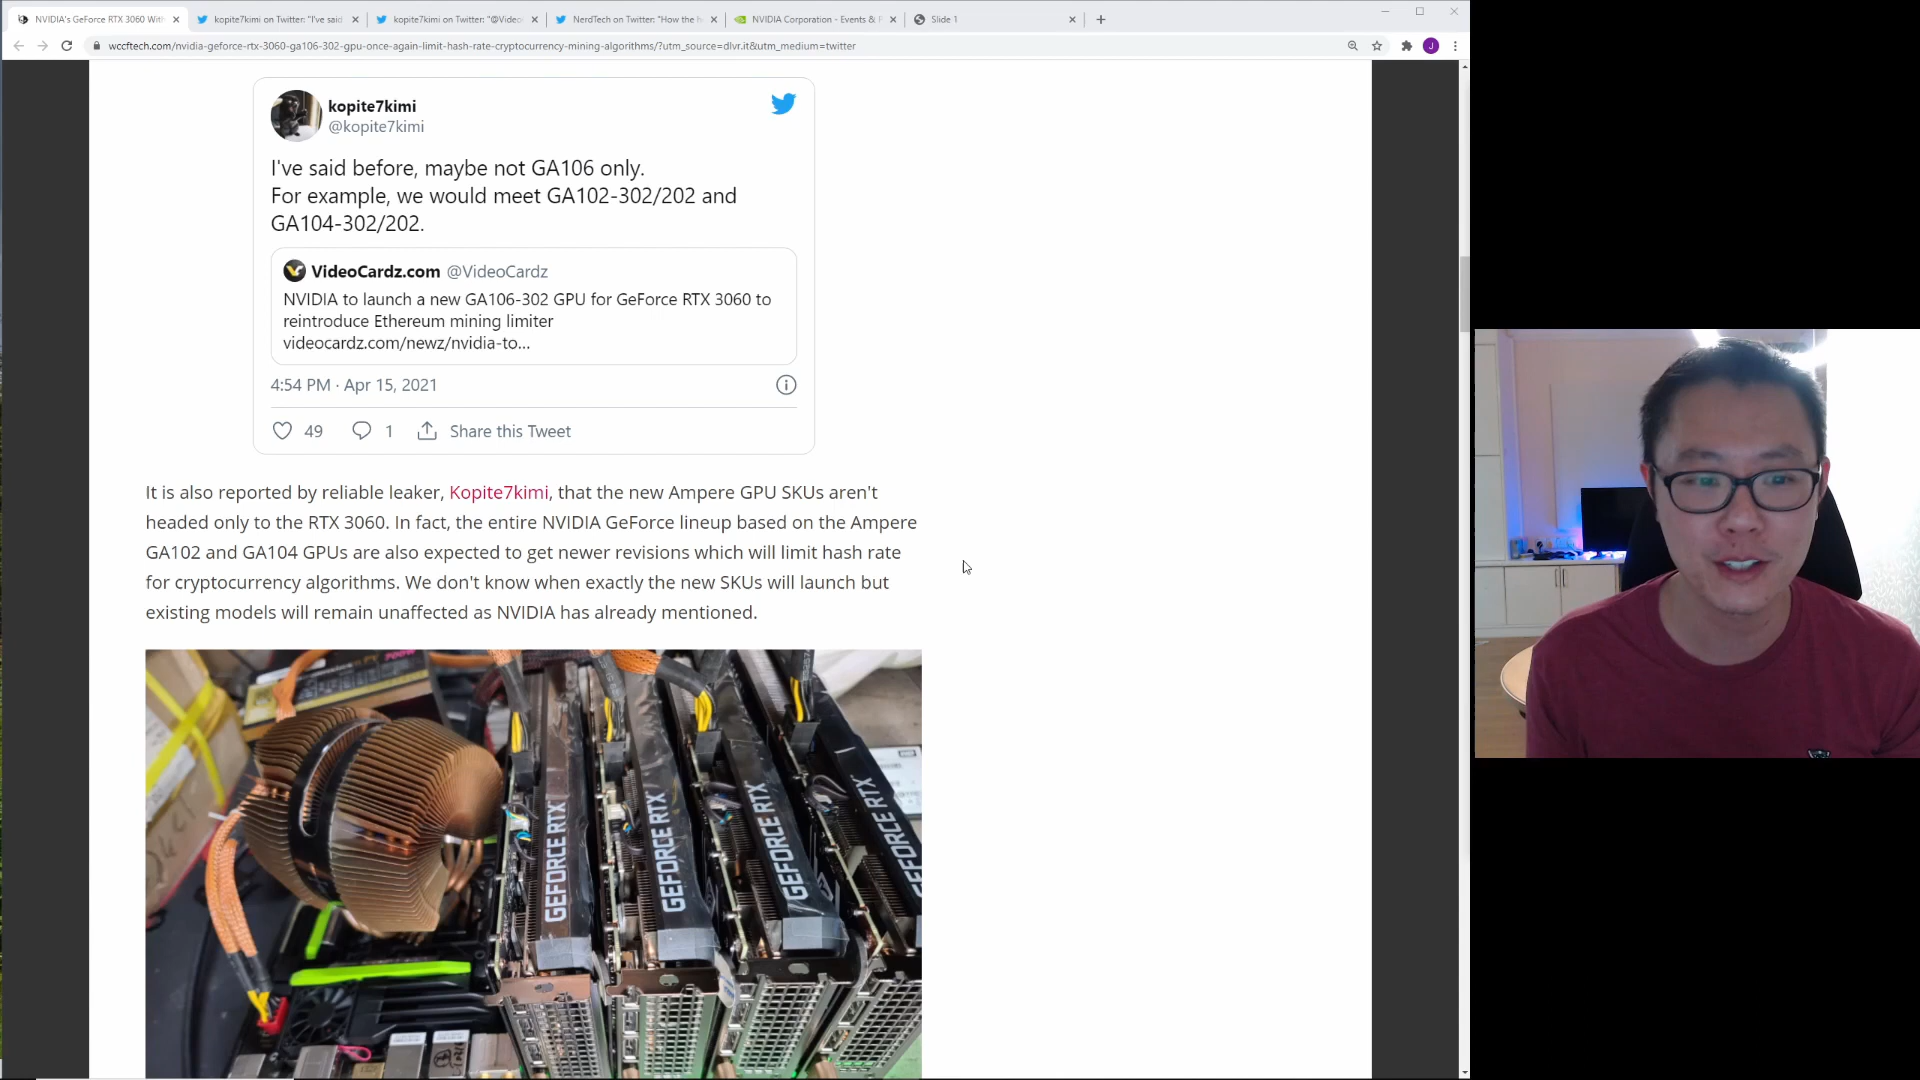 NVIDIA's GeForce RTX 3060 With
kopite7kimi on Twitter: "I've said
kopite7kimi on Twitter: "@Video
NerdTech on Twitter: "How the h
NVIDIA Corporation - Events & P
Slide 1
wccftech.com/nvidia-geforce-rtx-3060-ga106-302-gpu-once-again-limit-hash-rate-cryptocurrency-mining-algorithms/?utm_source=dlvr.it&utm_medium=twitter
J
kopite7kimi
@kopite7kimi
I've said before, maybe not GA106 only.
For example, we would meet GA102-302/202 and
GA104-302/202.
VideoCardz.com @VideoCardz
NVIDIA to launch a new GA106-302 GPU for GeForce RTX 3060 to
reintroduce Ethereum mining limiter
videocardz.com/newz/nvidia-to...
4:54 PM · Apr 15, 2021
49 1 Share this Tweet
It is also reported by reliable leaker, Kopite7kimi, that the new Ampere GPU SKUs aren't
headed only to the RTX 3060. In fact, the entire NVIDIA GeForce lineup based on the Ampere
GA102 and GA104 GPUs are also expected to get newer revisions which will limit hash rate
for cryptocurrency algorithms. We don't know when exactly the new SKUs will launch but
existing models will remain unaffected as NVIDIA has already mentioned.
GEFORCE RTX
GEFORCE RTX
GEFORCE RTX
GEFORCE RTX